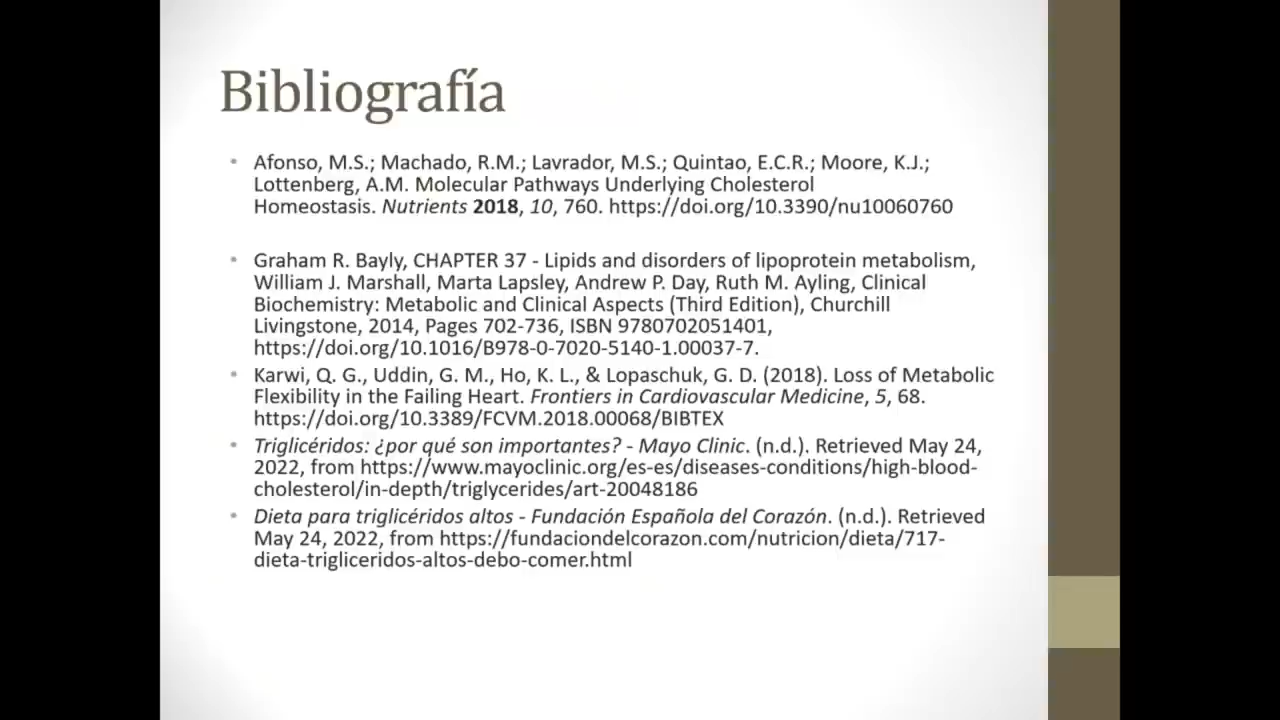 Bibliografía
• Afonso, M.S.; Machado, R.M.; Lavrador, M.S.; Quintao, E.C.R.; Moore, K.J.;
Lottenberg, A.M. Molecular Pathways Underlying Cholesterol
Homeostasis. Nutrients 2018, 10, 760. https://doi.org/10.3390/nu10060760
• Graham R. Bayly, CHAPTER 37 - Lipids and disorders of lipoprotein metabolism,
William J. Marshall, Marta Lapsley, Andrew P. Day, Ruth M. Ayling, Clinical
Biochemistry: Metabolic and Clinical Aspects (Third Edition), Churchill
Livingstone, 2014, Pages 702-736, ISBN 9780702051401,
https://doi.org/10.1016/B978-0-7020-5140-1.00037-7.
• Karwi, Q. G., Uddin, G. M., Ho, K. L., & Lopaschuk, G. D. (2018). Loss of Metabolic
Flexibility in the Failing Heart. Frontiers in Cardiovascular Medicine, 5, 68.
https://doi.org/10.3389/FCVM.2018.00068/BIBTEX
• Triglicéridos: ¿por qué son importantes? - Mayo Clinic. (n.d.). Retrieved May 24,
2022, from https://www.mayoclinic.org/es-es/diseases-conditions/high-blood-
cholesterol/in-depth/triglycerides/art-20048186
• Dieta para triglicéridos altos - Fundación Española del Corazón. (n.d.). Retrieved
May 24, 2022, from https://fundaciondelcorazon.com/nutricion/dieta/717-
dieta-trigliceridos-altos-debo-comer.html